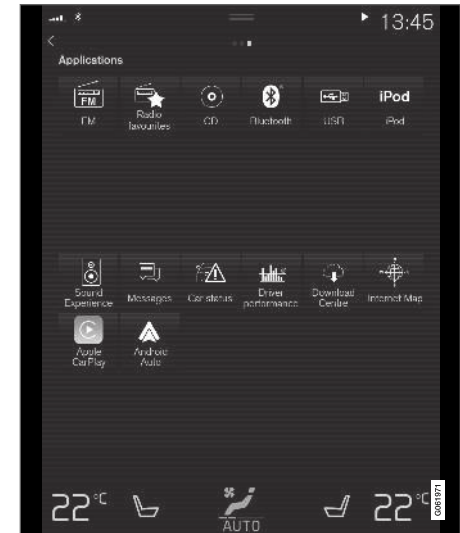 13:45
Applications
FM
iPod
FM
Radio
favourites
CD
Bluetooth
USB
iPod
Sound
Experience
Messages
Car status
Driver
performance
Download
Centre
Internet Map
Apple
CarPlay
Android
Auto
22°C
22°C
AUTO
G061971